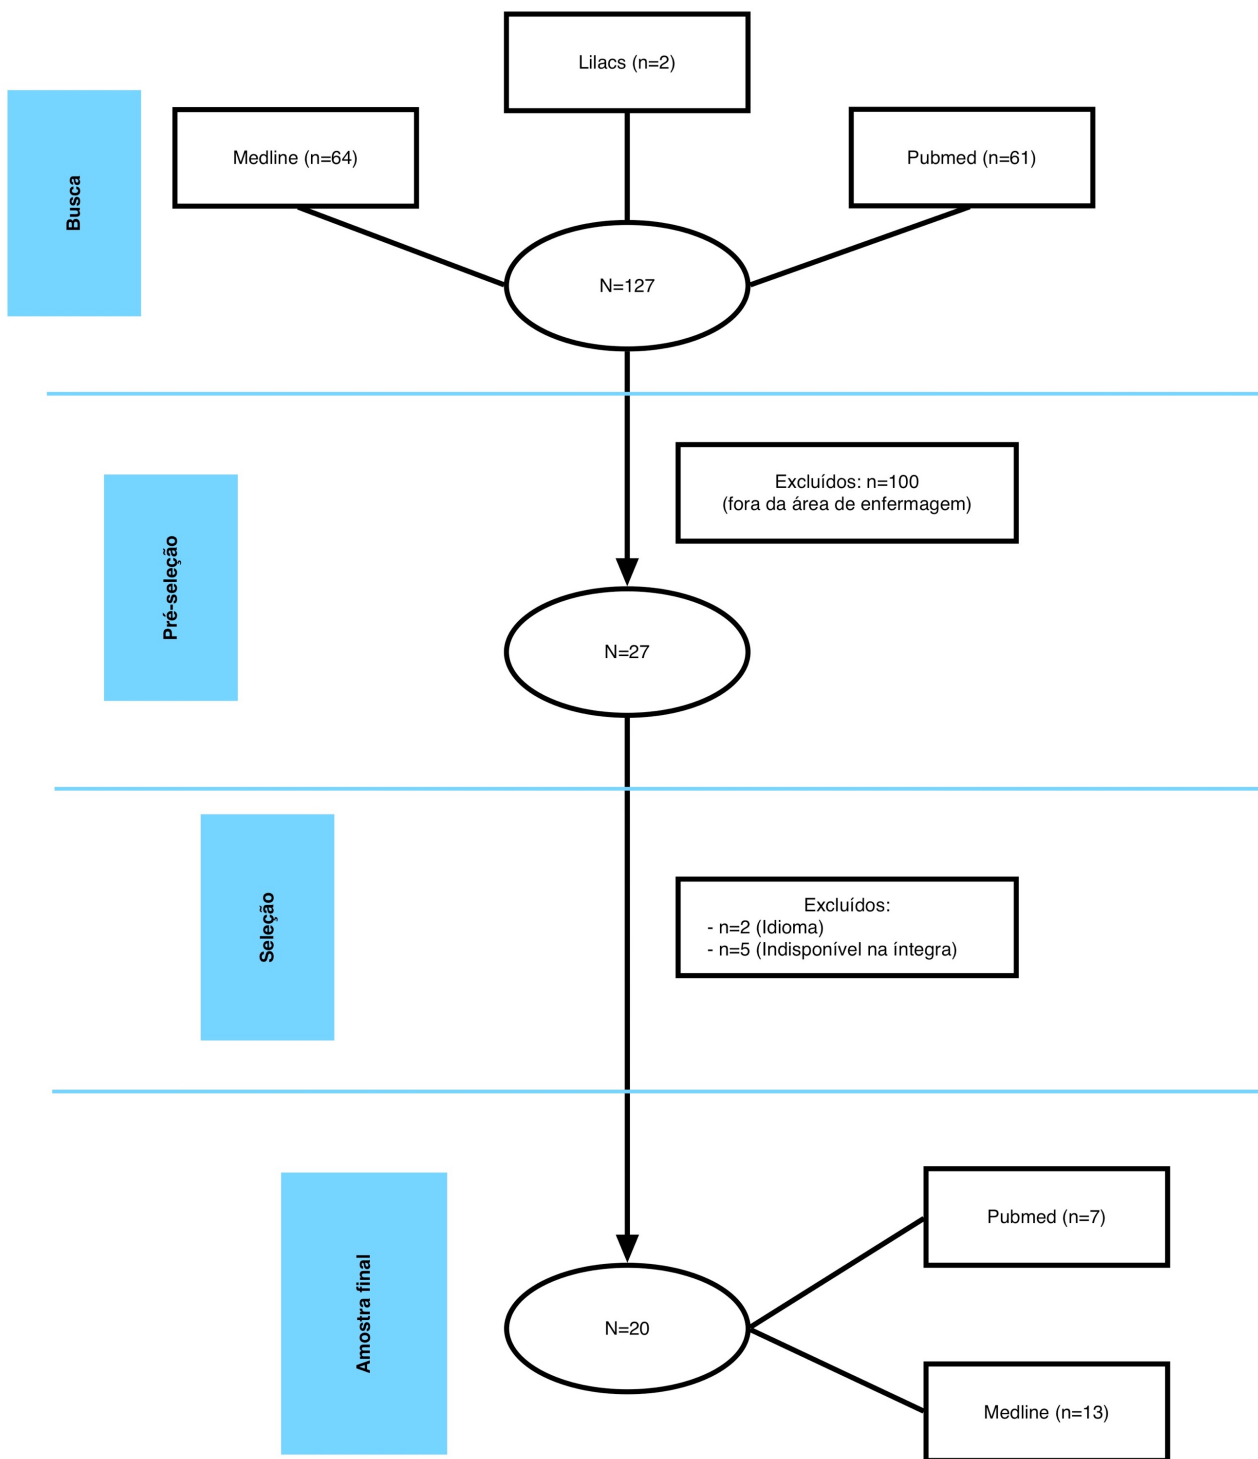 Busca
Lilacs (n=2)
Medline (n=64)
Pubmed (n=61)
N=127
Pré-seleção
Excluídos: n=100
(fora da área de enfermagem)
N=27
Seleção
Excluídos:
- n=2 (Idioma)
- n=5 (Indisponível na íntegra)
Amostra final
N=20
Pubmed (n=7)
Medline (n=13)